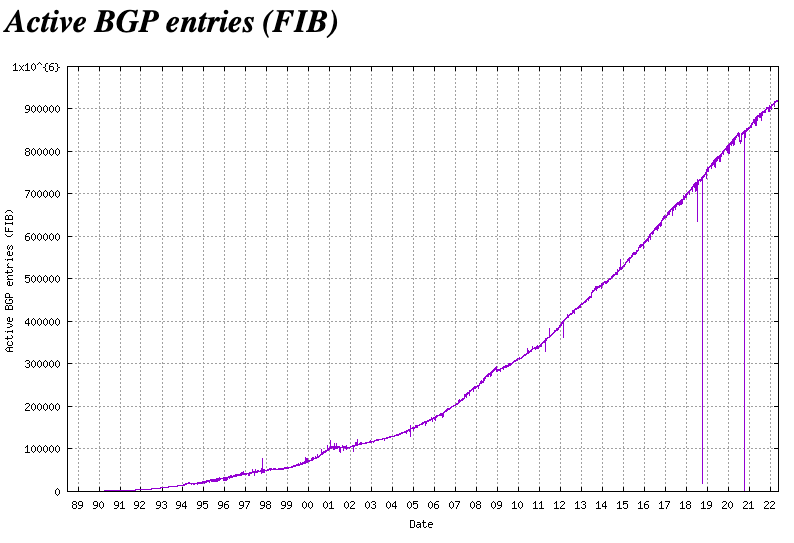 Active BGP entries (FIB)
1x10^{6}
900000
800000
700000
600000
500000
400000
300000
200000
100000
0
Active BGP entries (FIB)
89 90 91 92 93 94 95 96 97 98 99 00 01 02 03 04 05 06 07 08 09 10 11 12 13 14 15 16 17 18 19 20 21 22
Date